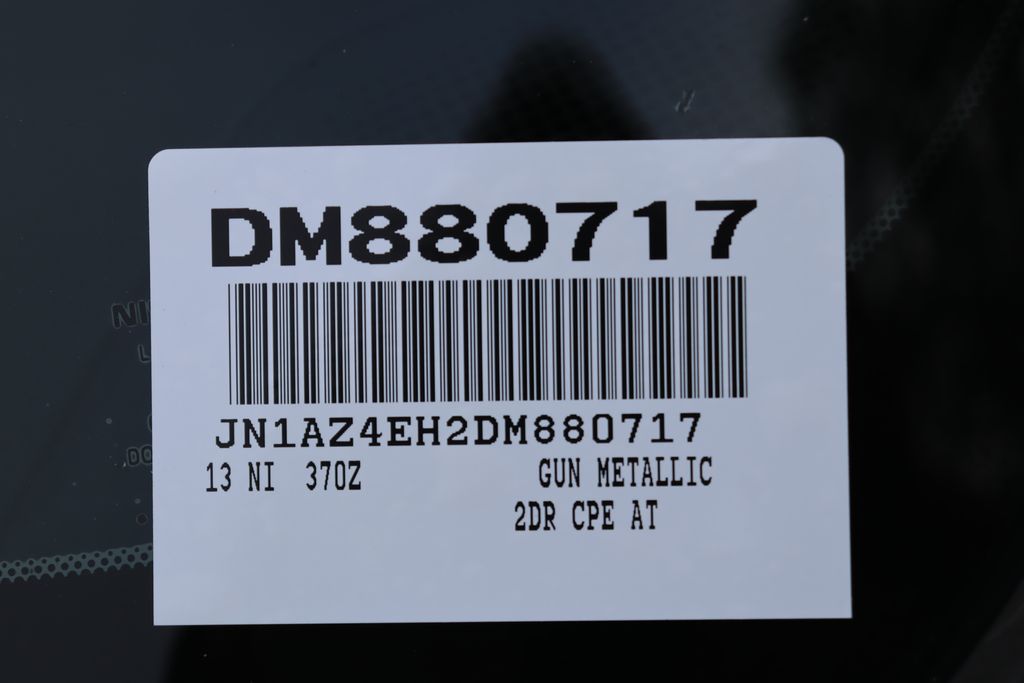 DM880717
JN1AZ4EH2DM880717
13 NI 370Z GUN METALLIC
2DR CPE AT